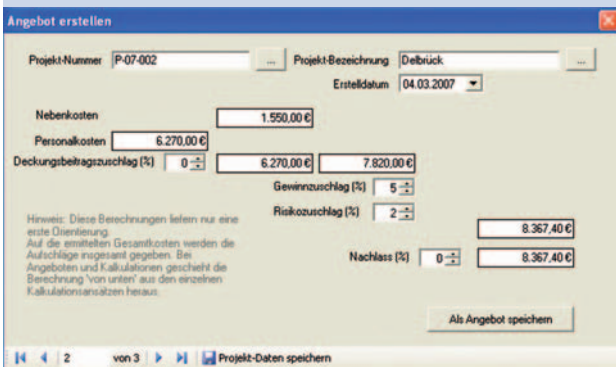 Angebot erstellen
Projekt-Nummer P-07-002 ... Projekt-Bezeichnung Delbrück ...
Erstelldatum 04.03.2007
Nebenkosten 1.550,00 €
Personalkosten 6.270,00 €
Deckungsbeitragszuschlag (%) 0 6.270,00 € 7.820,00 €
Gewinnzuschlag (%) 5
Risikozuschlag (%) 2
8.367,40 €
Nachlass (%) 0 8.367,40 €
Hinweis: Diese Berechnungen liefern nur eine
erste Orientierung.
Auf die ermittelten Gesamtkosten werden die
Aufschläge insgesamt gegeben. Bei
Angeboten und Kalkulationen geschieht die
Berechnung 'von unten' aus den einzelnen
Kalkulationsansätzen heraus.
Als Angebot speichern
2 von 3 Projekt-Daten speichern